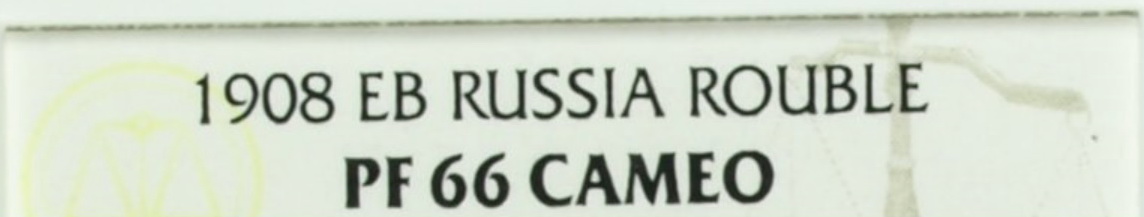 1908 EB RUSSIA ROUBLE
PF 66 CAMEO